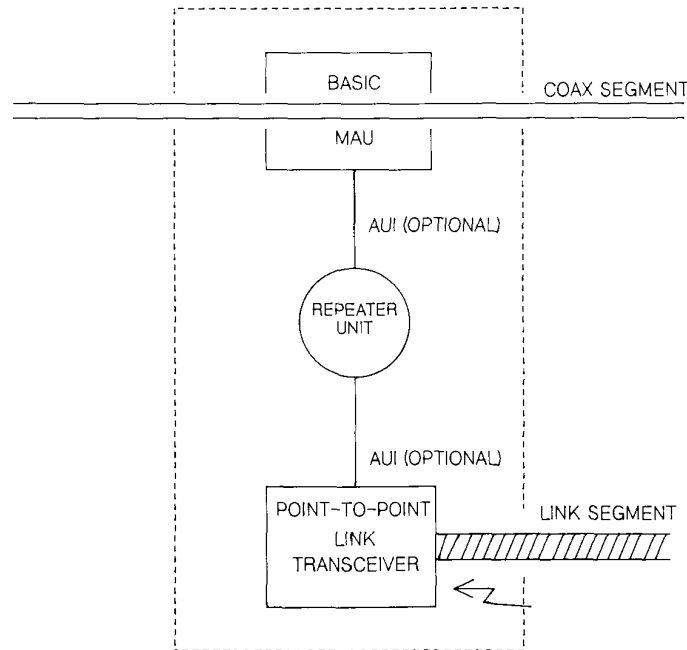 BASIC
COAX SEGMENT
MAU
AUI (OPTIONAL)
REPEATER
UNIT
AUI (OPTIONAL)
POINT-TO-POINT
LINK SEGMENT
LINK
TRANSCEIVER